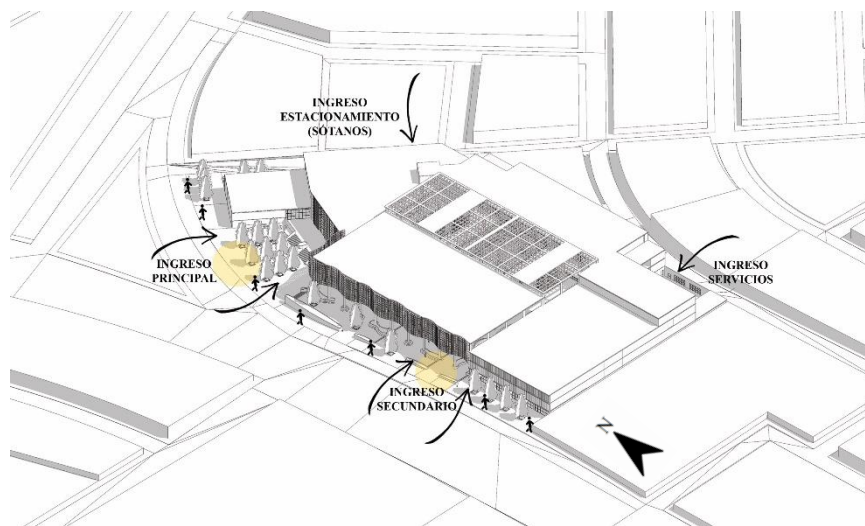 INGRESO
ESTACIONAMIENTO
(SÓTANOS)
INGRESO
PRINCIPAL
INGRESO
SERVICIOS
INGRESO
SECUNDARIO
N